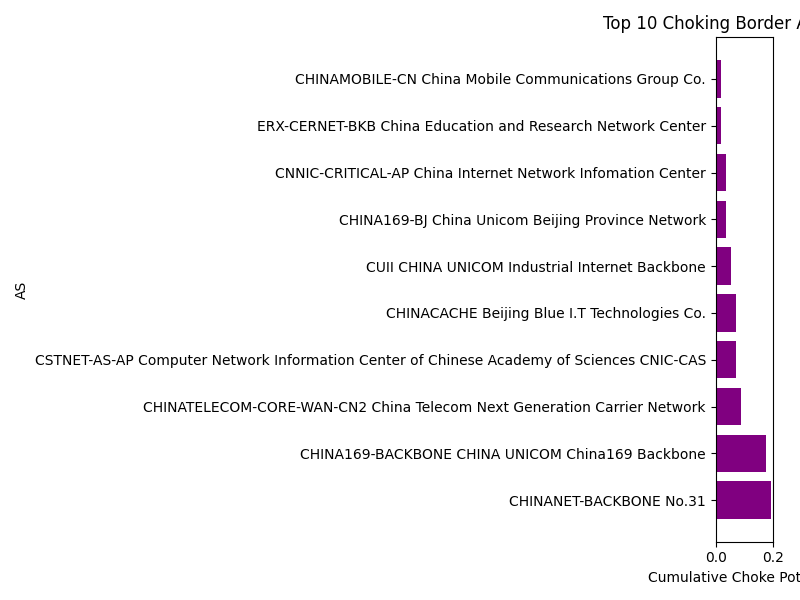 Top 10 Choking Border A
CHINAMOBILE-CN China Mobile Communications Group Co.
ERX-CERNET-BKB China Education and Research Network Center
CNNIC-CRITICAL-AP China Internet Network Infomation Center
CHINA169-BJ China Unicom Beijing Province Network
CUII CHINA UNICOM Industrial Internet Backbone
CHINACACHE Beijing Blue I.T Technologies Co.
CSTNET-AS-AP Computer Network Information Center of Chinese Academy of Sciences CNIC-CAS
CHINATELECOM-CORE-WAN-CN2 China Telecom Next Generation Carrier Network
CHINA169-BACKBONE CHINA UNICOM China169 Backbone
CHINANET-BACKBONE No.31
AS
0.0 0.2
Cumulative Choke Pot